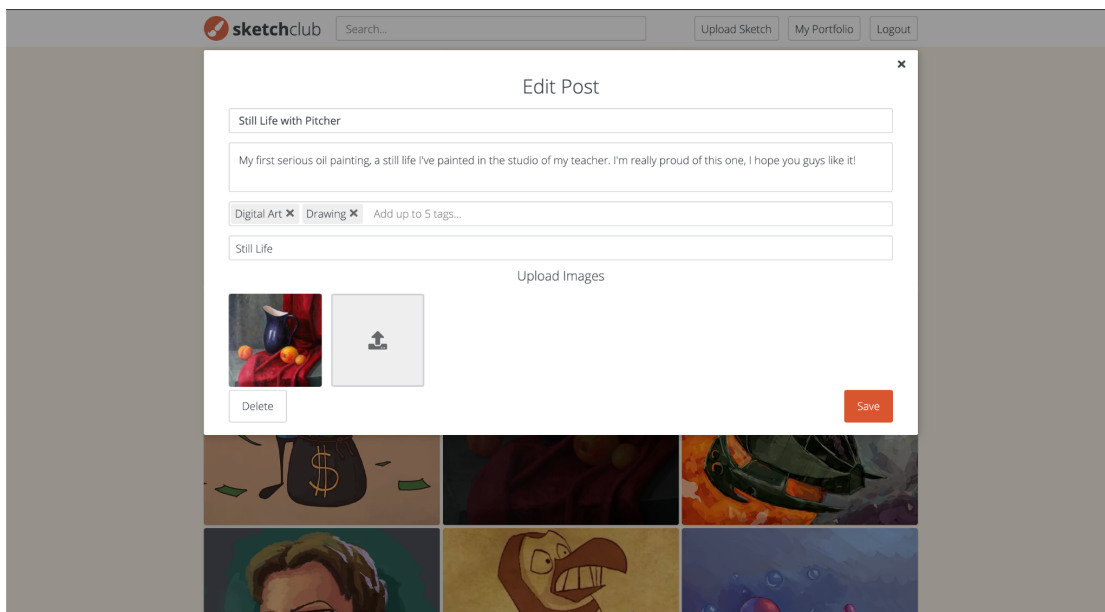 sketchclub
Search...
Upload Sketch
My Portfolio
Logout
×
Edit Post
Still Life with Pitcher
My first serious oil painting, a still life I've painted in the studio of my teacher. I'm really proud of this one, I hope you guys like it!
Digital Art × Drawing × Add up to 5 tags...
Still Life
Upload Images
Delete
Save
$